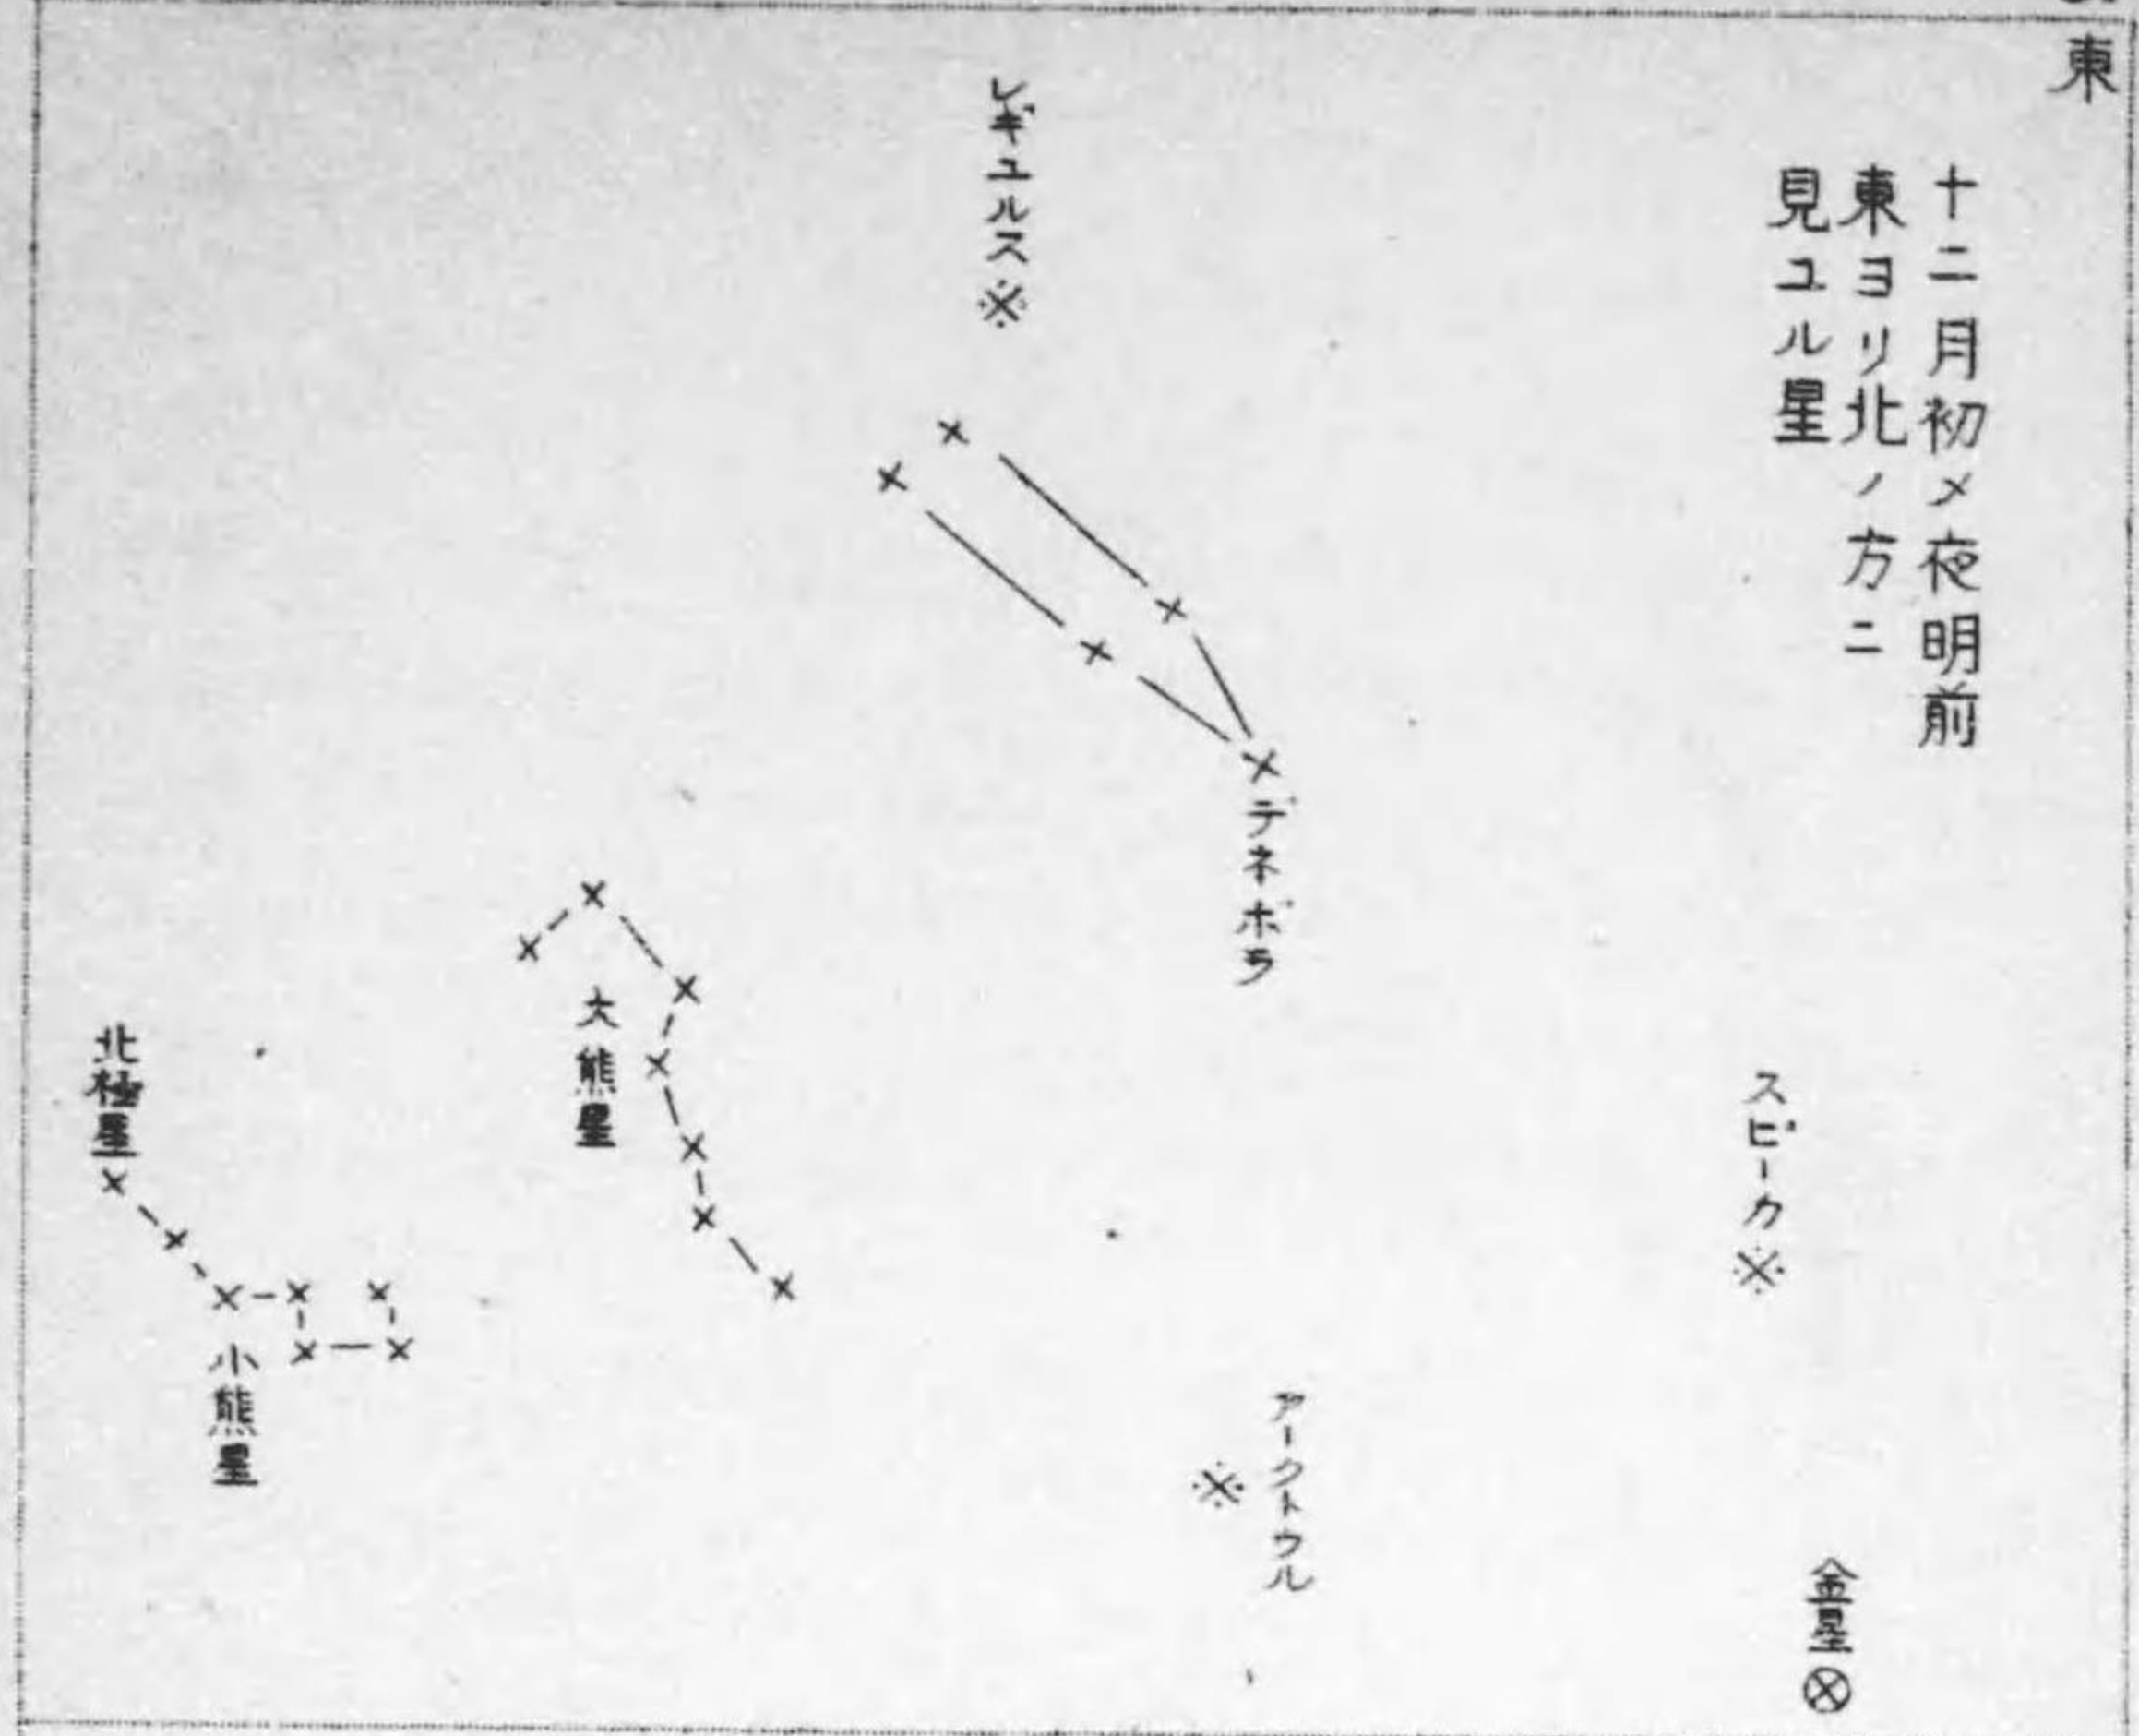 東
十二月初メ夜明前
東ヨリ北ノ方ニ
見ユル星
レギユルス
デネボラ
スピーカ
金星
アークトウル
大熊星
北極星
小熊星